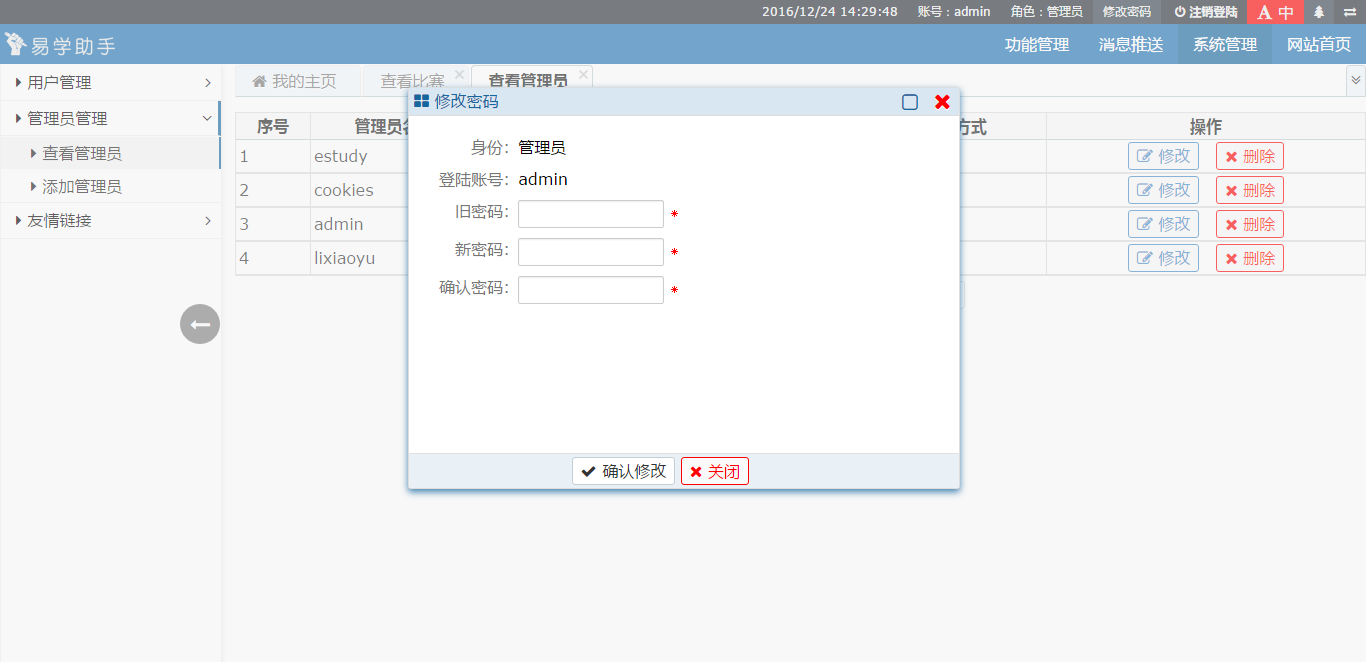 2016/12/24 14:29:48 账号：admin 角色：管理员 修改密码 注销登陆 A 中
易学助手 功能管理 消息推送 系统管理 网站首页
用户管理
管理员管理
查看管理员
添加管理员
友情链接
我的主页 查看比赛 查看管理员
序号 管理员 方式 操作
1 estudy 修改 删除
2 cookies 修改 删除
3 admin 修改 删除
4 lixiaoyu 修改 删除
修改密码
身份： 管理员
登陆账号： admin
旧密码： *
新密码： *
确认密码： *
确认修改 关闭